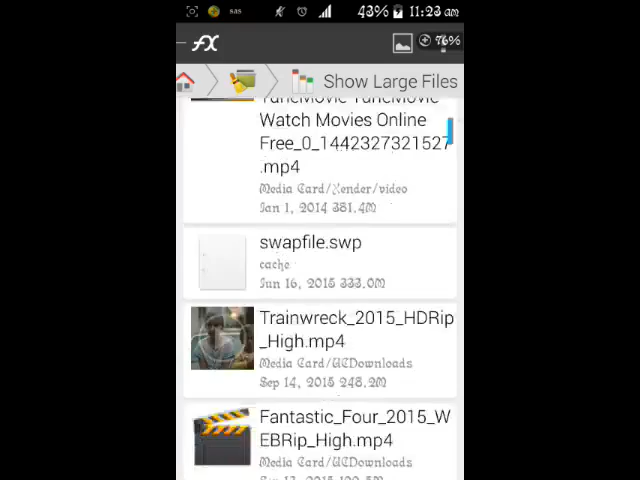 sas 43% 11:23 am
FX 76%
Show Large Files
Watch Movies Online
Free_0_1442327321527
.mp4
Media Card/Xender/video
Jan 1, 2014 381.4M
swapfile.swp
cache
Jun 16, 2015 333.0M
Trainwreck_2015_HDRip
_High.mp4
Media Card/UCDownloads
Sep 14, 2015 248.2M
Fantastic_Four_2015_W
EBRip_High.mp4
Media Card/UCDownloads